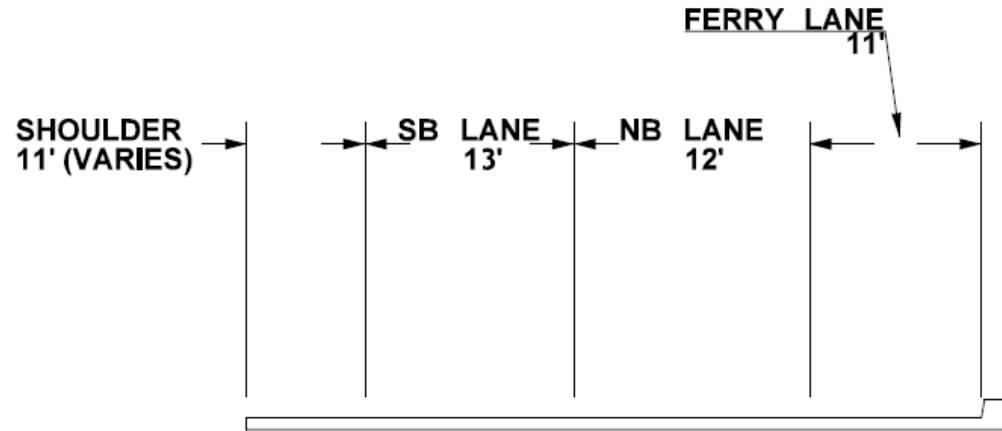 FERRY LANE
11'
SHOULDER
11' (VARIES)
SB LANE
13'
NB LANE
12'